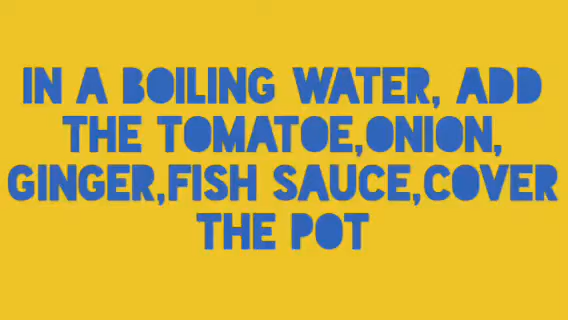 IN A BOILING WATER, ADD
THE TOMATOE,ONION,
GINGER,FISH SAUCE,COVER
THE POT